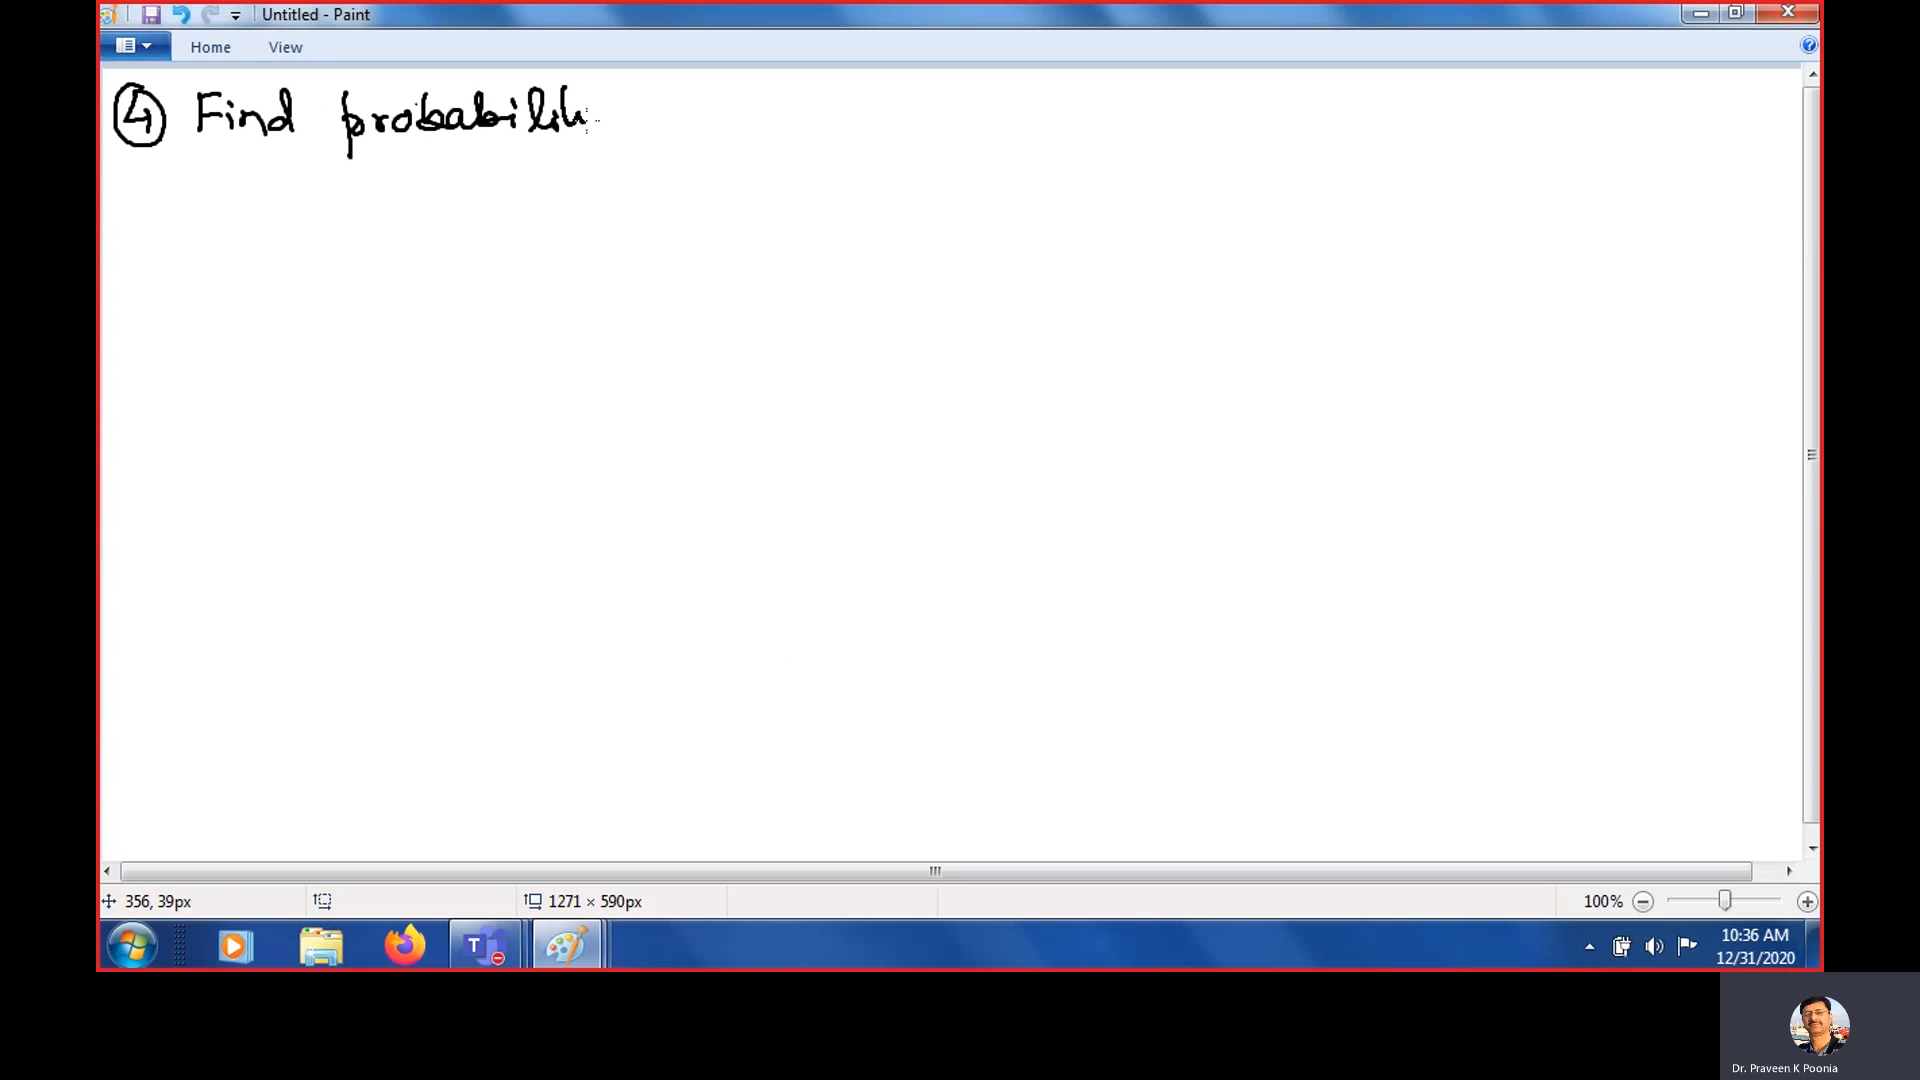 Untitled - Paint
Home View
④ Find probabilit
356, 39px 1271 × 590px 100%
T
10:36 AM
12/31/2020
Dr. Praveen K Poonia